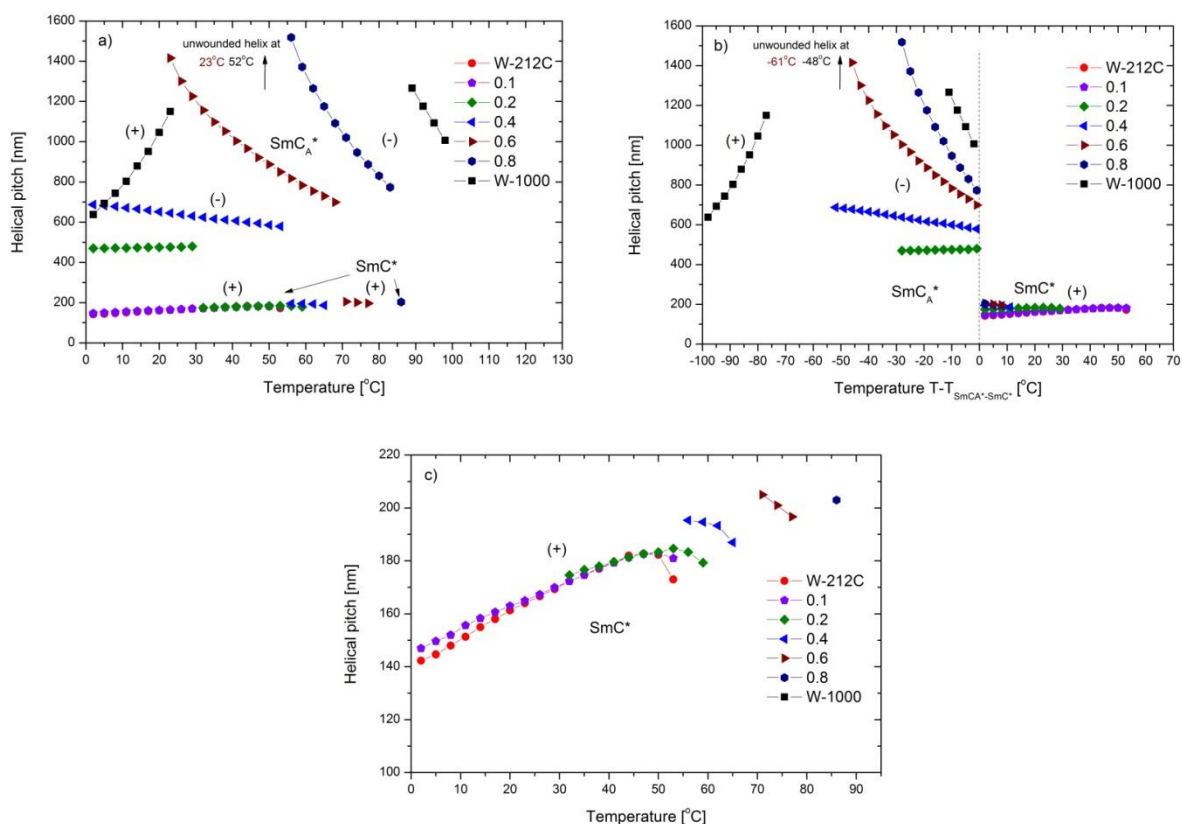 a)
unwounded helix at
23°C 52°C
W-212C
0.1
0.2
0.4
0.6
0.8
W-1000
(+)
SmC_A*
(-)
(-)
SmC*
(+)
(+)
Helical pitch [nm]
1600
1400
1200
1000
800
600
400
200
0
0 10 20 30 40 50 60 70 80 90 100 110 120 130
Temperature [°C]
b)
unwounded helix at
-61°C -48°C
W-212C
0.1
0.2
0.4
0.6
0.8
W-1000
(+)
(-)
SmC_A*
SmC*
(+)
Helical pitch [nm]
1600
1400
1200
1000
800
600
400
200
0
-100 -90 -80 -70 -60 -50 -40 -30 -20 -10 0 10 20 30 40 50 60 70
Temperature T-T_SmCA*-SmC* [°C]
c)
(+)
SmC*
W-212C
0.1
0.2
0.4
0.6
0.8
W-1000
Helical pitch [nm]
220
200
180
160
140
120
100
0 10 20 30 40 50 60 70 80 90
Temperature [°C]